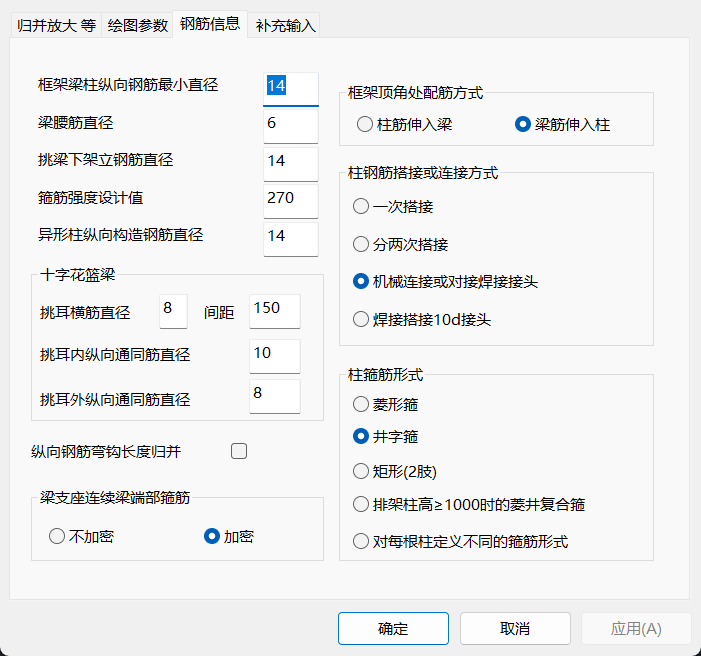 归并放大 等 绘图参数 钢筋信息 补充输入
框架梁柱纵向钢筋最小直径 14
梁腰筋直径 6
挑梁下架立钢筋直径 14
箍筋强度设计值 270
异形柱纵向构造钢筋直径 14
十字花篮梁
挑耳横筋直径 8 间距 150
挑耳内纵向通同筋直径 10
挑耳外纵向通同筋直径 8
纵向钢筋弯钩长度归并
梁支座连续梁端部箍筋
不加密 加密
框架顶角处配筋方式
柱筋伸入梁 梁筋伸入柱
柱钢筋搭接或连接方式
一次搭接
分两次搭接
机械连接或对接焊接接头
焊接搭接10d接头
柱箍筋形式
菱形箍
井字箍
矩形(2肢)
排架柱高≥1000时的菱井复合箍
对每根柱定义不同的箍筋形式
确定 取消 应用(A)